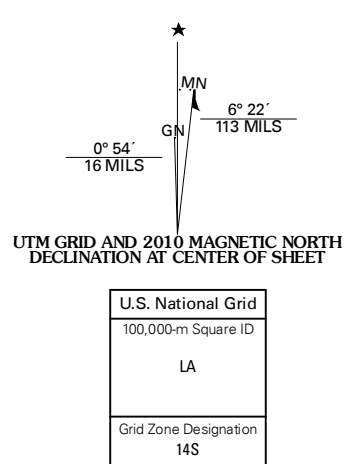 ★
MN
GN
6° 22´
113 MILS
0° 54´
16 MILS
UTM GRID AND 2010 MAGNETIC NORTH
DECLINATION AT CENTER OF SHEET
U.S. National Grid
100,000-m Square ID
LA
Grid Zone Designation
14S